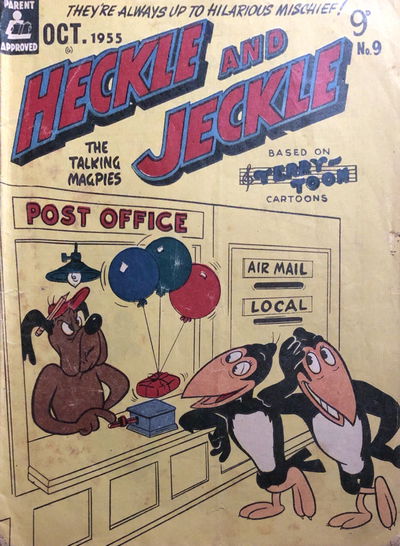 PARENT
APPROVED
THEY'RE ALWAYS UP TO HILARIOUS MISCHIEF!
OCT. 1955
9D
No. 9
HECKLE AND
JECKLE
THE
TALKING
MAGPIES
BASED ON
TERRY-
TOON
CARTOONS
POST OFFICE
AIR MAIL
LOCAL